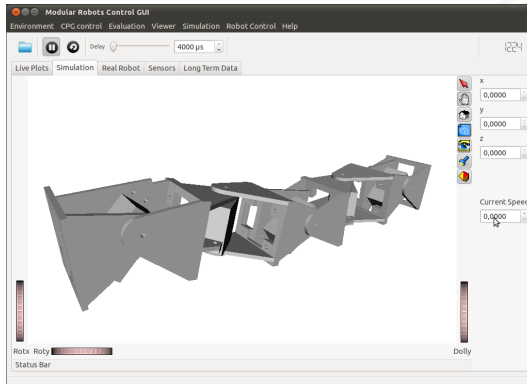 Modular Robots Control GUI
Environment CPG control Evaluation Viewer Simulation Robot Control Help
Delay 4000 µs 1224
Live Plots Simulation Real Robot Sensors Long Term Data
x
0,0000
y
0,0000
z
0,0000
Current Speed
0,0000
Rotx Roty Dolly
Status Bar